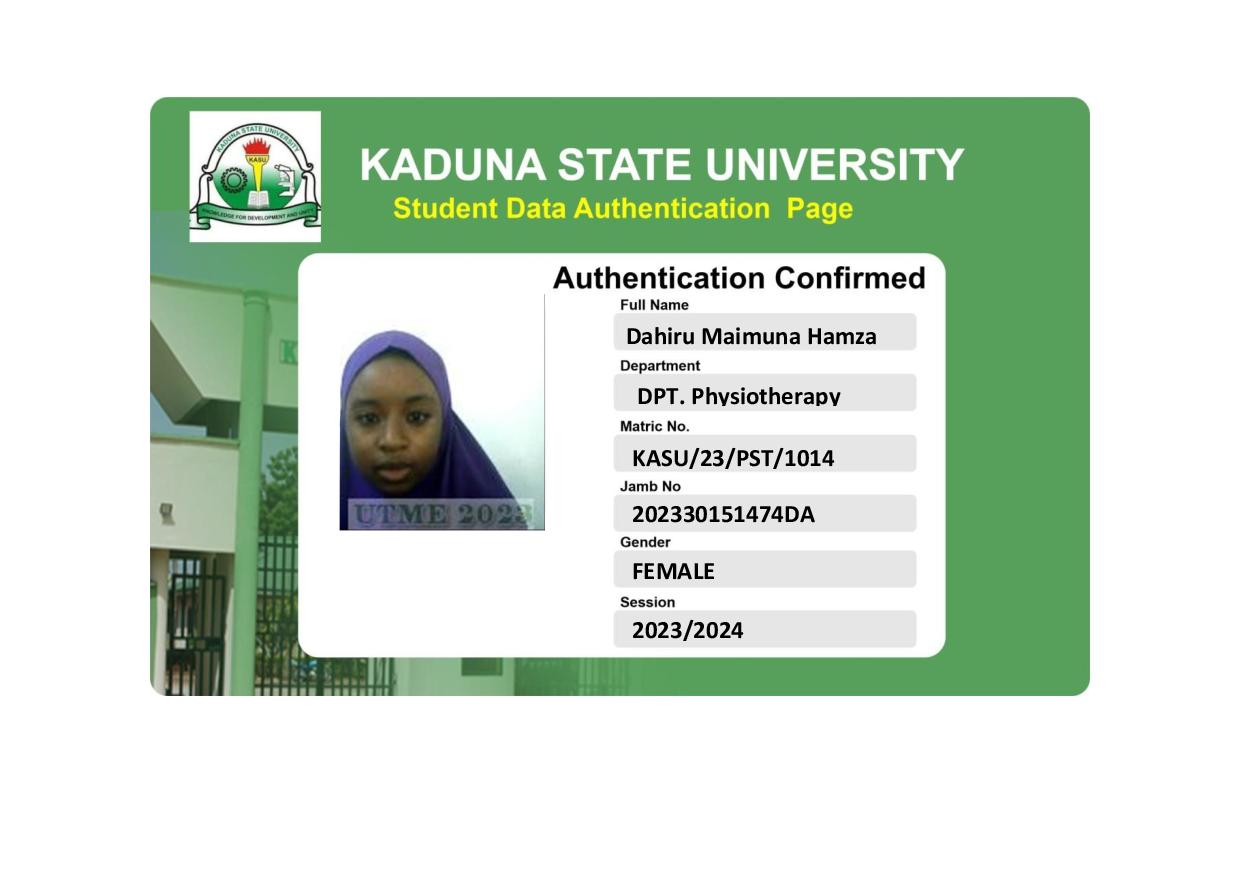 KADUNA STATE UNIVERSITY
KASU
KNOWLEDGE FOR DEVELOPMENT AND UNITY
KADUNA STATE UNIVERSITY
Student Data Authentication Page
Authentication Confirmed
Full Name
Dahiru Maimuna Hamza
Department
DPT. Physiotherapy
Matric No.
KASU/23/PST/1014
Jamb No
202330151474DA
Gender
FEMALE
Session
2023/2024
UTME 2023
K